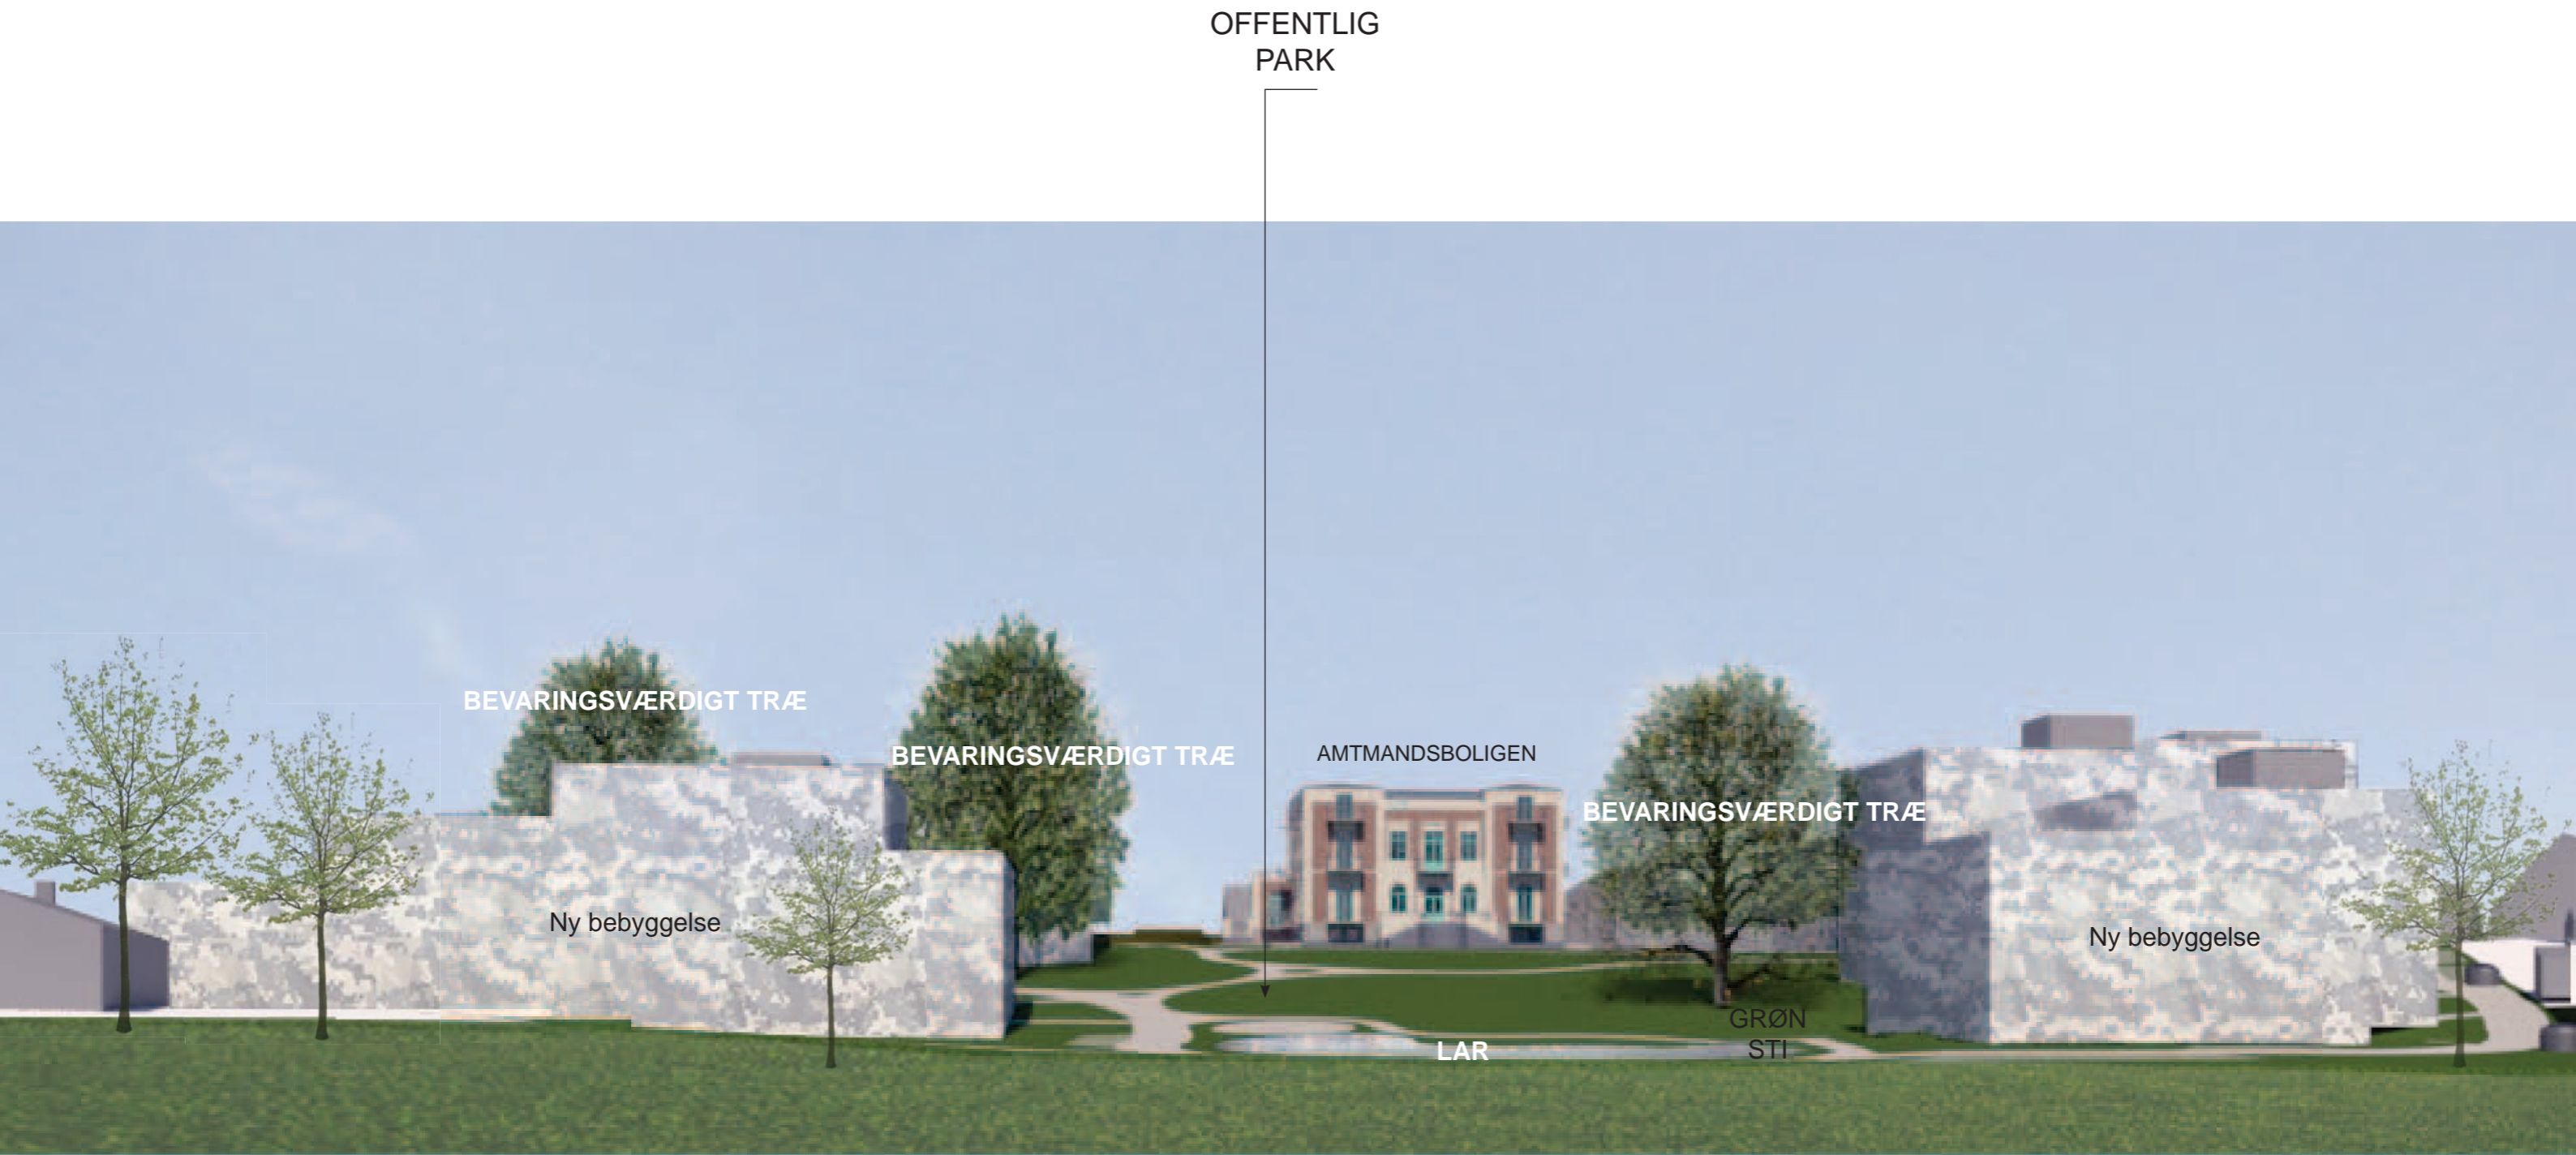 OFFENTLIG
PARK
BEVARINGSVÆRDIGT TRÆ
BEVARINGSVÆRDIGT TRÆ
AMTMANDSBOLIGEN
BEVARINGSVÆRDIGT TRÆ
Ny bebyggelse
Ny bebyggelse
GRØN
STI
LAR